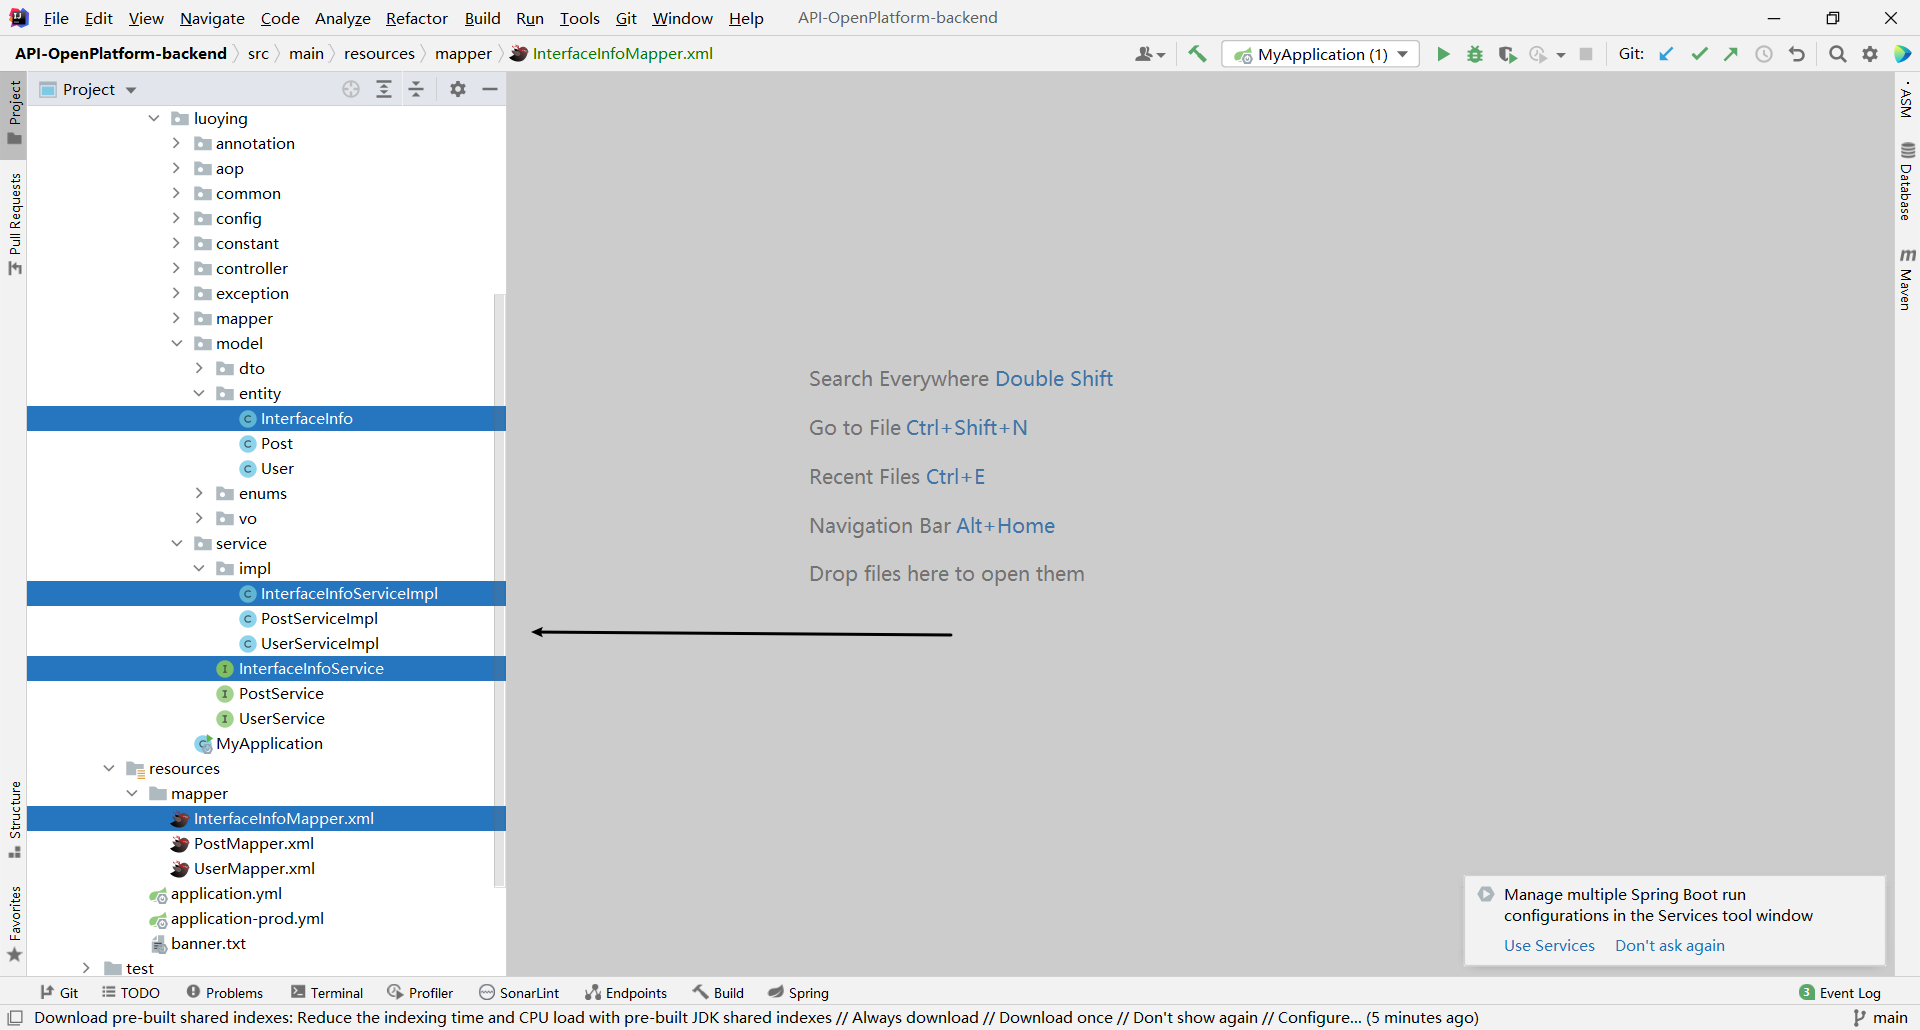 File Edit View Navigate Code Analyze Refactor Build Run Tools Git Window Help API-OpenPlatform-backend
API-OpenPlatform-backend src main resources mapper InterfaceInfoMapper.xml MyApplication (1) Git:
Project
Project
Pull Requests
Structure
Favorites
luoying
annotation
aop
common
config
constant
controller
exception
mapper
model
dto
entity
InterfaceInfo
Post
User
enums
vo
service
impl
InterfaceInfoServiceImpl
PostServiceImpl
UserServiceImpl
InterfaceInfoService
PostService
UserService
MyApplication
resources
mapper
InterfaceInfoMapper.xml
PostMapper.xml
UserMapper.xml
application.yml
application-prod.yml
banner.txt
test
Search Everywhere Double Shift
Go to File Ctrl+Shift+N
Recent Files Ctrl+E
Navigation Bar Alt+Home
Drop files here to open them
ASM
Database
Maven
Manage multiple Spring Boot run
configurations in the Services tool window
Use Services Don't ask again
Git TODO Problems Terminal Profiler SonarLint Endpoints Build Spring 3 Event Log
Download pre-built shared indexes: Reduce the indexing time and CPU load with pre-built JDK shared indexes // Always download // Download once // Don't show again // Configure... (5 minutes ago) main